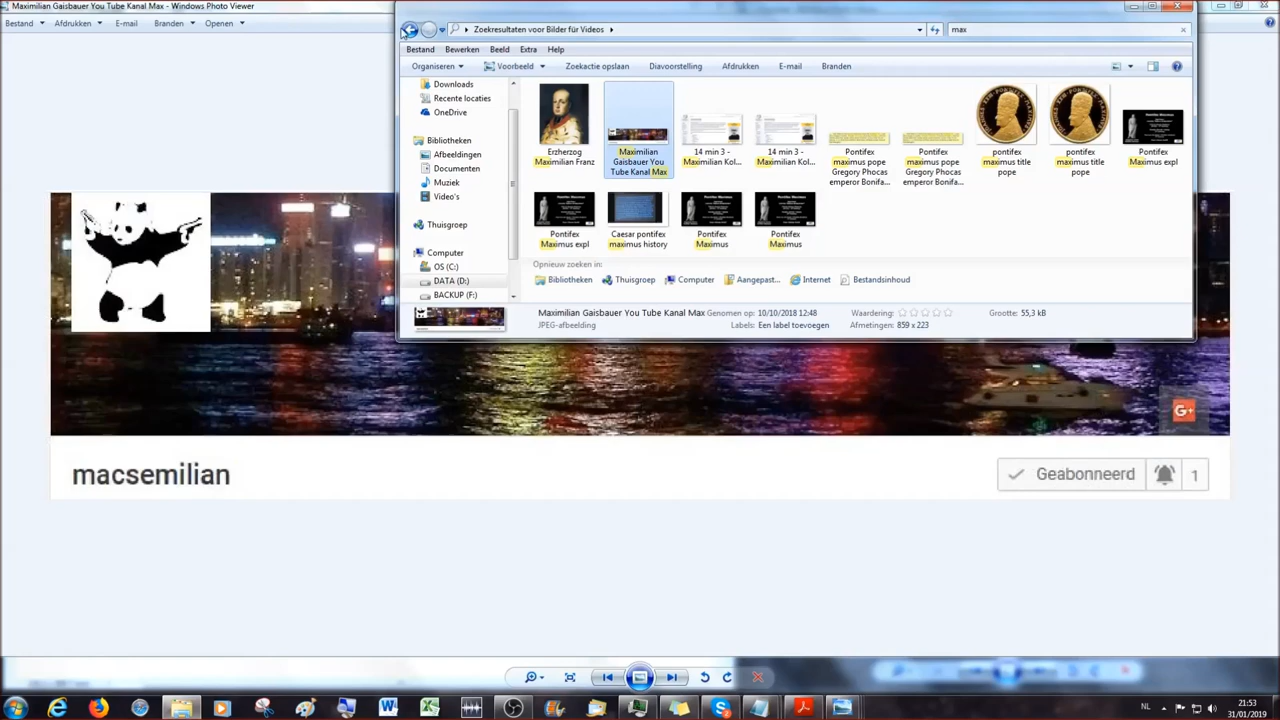 Maximilian Gaisbauer You Tube Kanal Max - Windows Photo Viewer
Bestand Afdrukken E-mail Branden Openen
Zoekresultaten voor Bilder für Videos
max
Bestand Bewerken Beeld Extra Help
Organiseren Voorbeeld Zoekactie opslaan Diavoorstelling Afdrukken E-mail Branden
Downloads
Recente locaties
OneDrive
Bibliotheken
Afbeeldingen
Documenten
Muziek
Video's
Thuisgroep
Computer
OS (C:)
DATA (D:)
BACKUP (F:)
Erzherzog
Maximilian Franz
Maximilian
Gaisbauer You
Tube Kanal Max
14 min 3 -
Maximilian Kol...
14 min 3 -
Maximilian Kol...
Pontifex
maximus pope
Gregory Phocas
emperor Bonifa...
Pontifex
maximus pope
Gregory Phocas
emperor Bonifa...
pontifex
maximus title
pope
pontifex
maximus title
pope
Pontifex
Maximus expl
Pontifex
Maximus expl
Caesar pontifex
maximus history
Pontifex
Maximus
Pontifex
Maximus
Opnieuw zoeken in:
Bibliotheken Thuisgroep Computer Aangepast... Internet Bestandsinhoud
Maximilian Gaisbauer You Tube Kanal Max Genomen op: 10/10/2018 12:48 Waardering: Grootte: 55,3 kB
JPEG-afbeelding Labels: Een label toevoegen Afmetingen: 859 x 223
G+
macsemilian
Geabonneerd 1
NL
21:53
31/01/2019